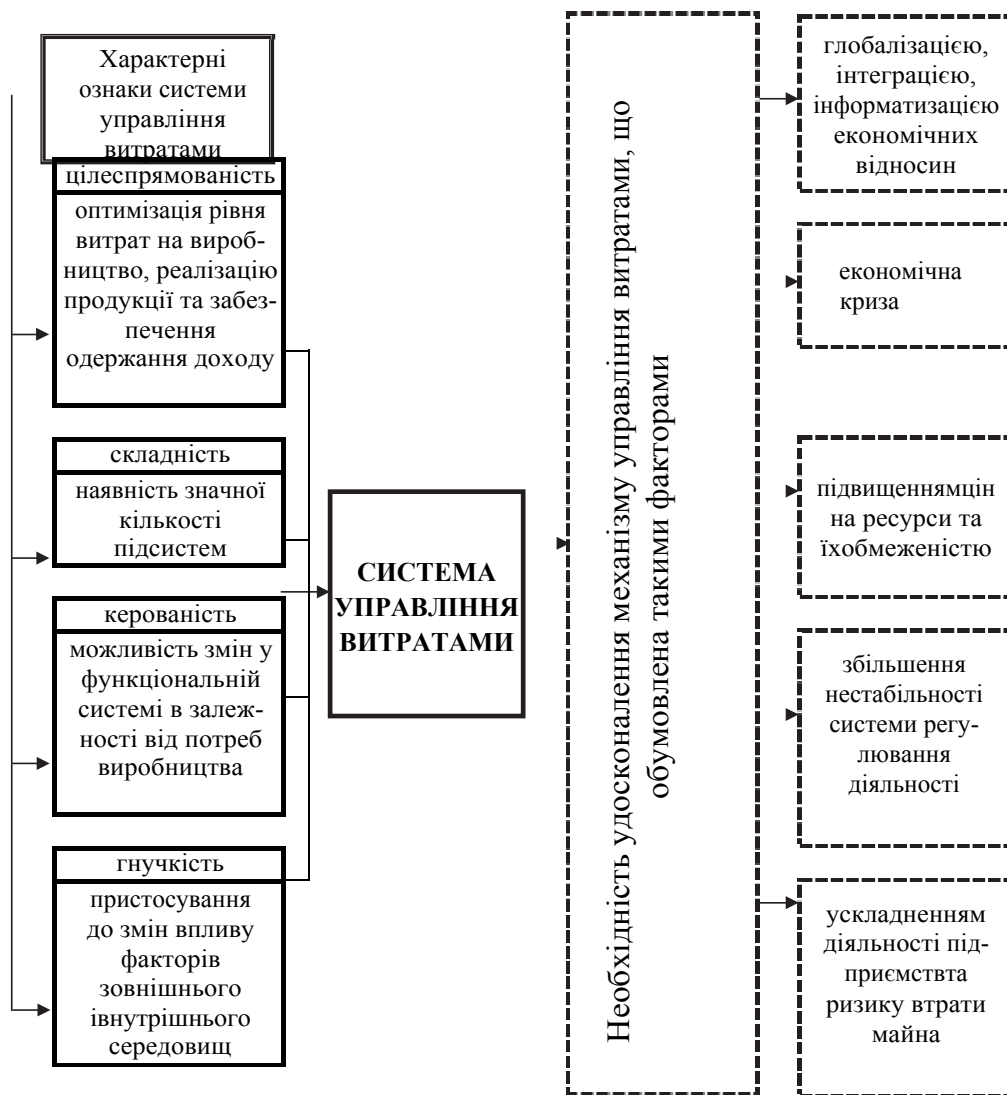 Характерні
ознаки системи
управління
витратами
цілеспрямованість
оптимізація рівня
витрат на вироб-
ництво, реалізацію
продукції та забез-
печення
одержання доходу
складність
наявність значної
кількості
підсистем
керованість
можливість змін у
функціональній
системі в залеж-
ності від потреб
виробництва
гнучкість
пристосування
до змін впливу
факторів
зовнішнього
івнутрішнього
середовищ
СИСТЕМА
УПРАВЛІННЯ
ВИТРАТАМИ
Необхідність удосконалення механізму управління витратами, що
обумовлена такими факторами
глобалізацією,
інтеграцією,
інформатизацією
економічних
відносин
економічна
криза
підвищеннямцін
на ресурси та
їхобмеженістю
збільшення
нестабільності
системи регу-
лювання
діяльності
ускладненням
діяльності під-
приємствта
ризику втрати
майна